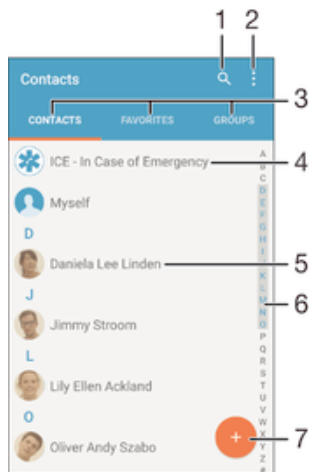 1 2
Contacts
3
CONTACTS FAVORITES GROUPS
ICE - In Case of Emergency 4
Myself
D
Daniela Lee Linden 5
J
Jimmy Stroom
6
L
Lily Ellen Ackland
O
Oliver Andy Szabo
+ 7
A
B
C
D
E
F
G
H
I
K
L
M
N
O
P
Q
R
S
T
U
V
W
X
Y
Z